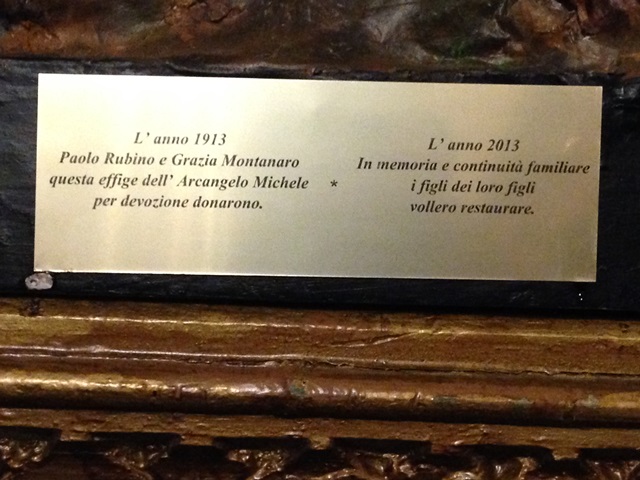 L' anno 1913
Paolo Rubino e Grazia Montanaro
questa effige dell' Arcangelo Michele
per devozione donarono.
*
L' anno 2013
In memoria e continuità familiare
i figli dei loro figli
vollero restaurare.